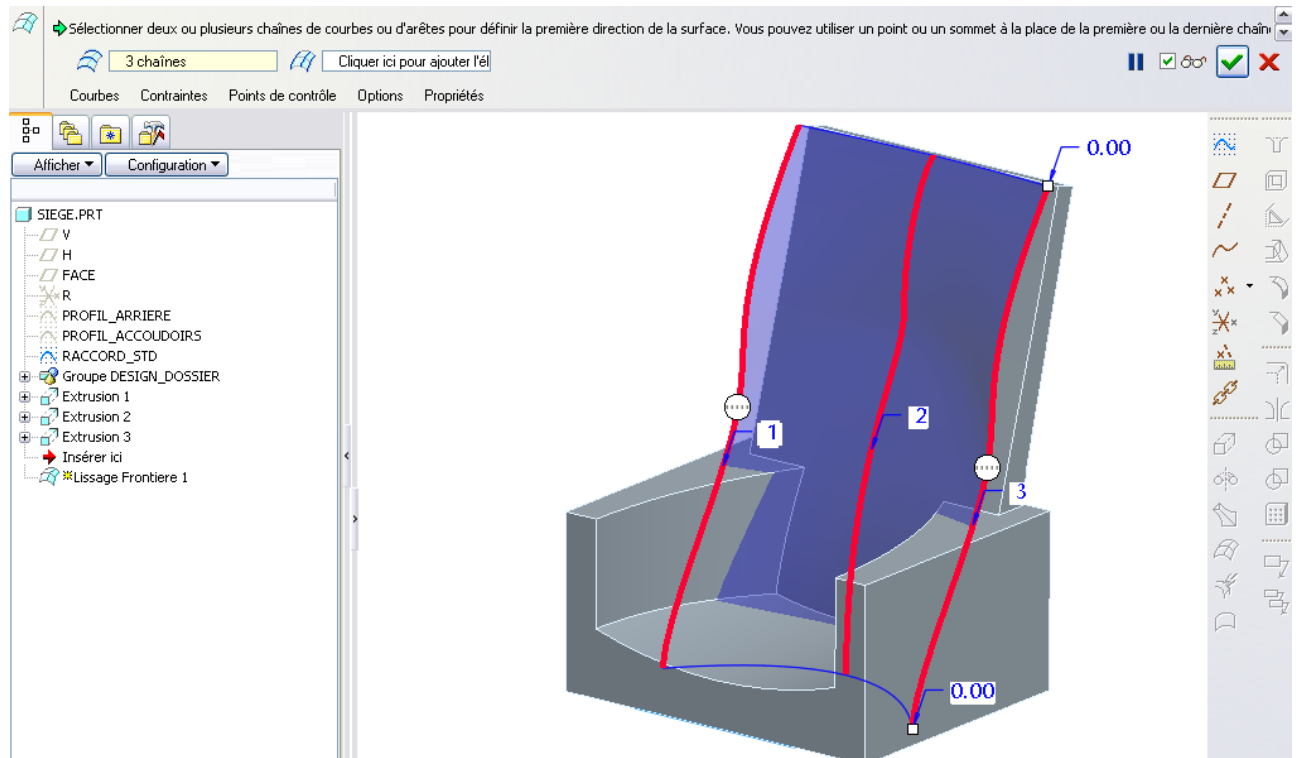 Sélectionner deux ou plusieurs chaînes de courbes ou d'arêtes pour définir la première direction de la surface. Vous pouvez utiliser un point ou un sommet à la place de la première ou la dernière chaîn
3 chaînes Cliquer ici pour ajouter l'él
Courbes Contraintes Points de contrôle Options Propriétés
Afficher Configuration
SIEGE.PRT
V
H
FACE
R
PROFIL_ARRIERE
PROFIL_ACCOUDOIRS
RACCORD_STD
Groupe DESIGN_DOSSIER
Extrusion 1
Extrusion 2
Extrusion 3
Insérer ici
Lissage Frontiere 1
0.00
1
2
3
0.00